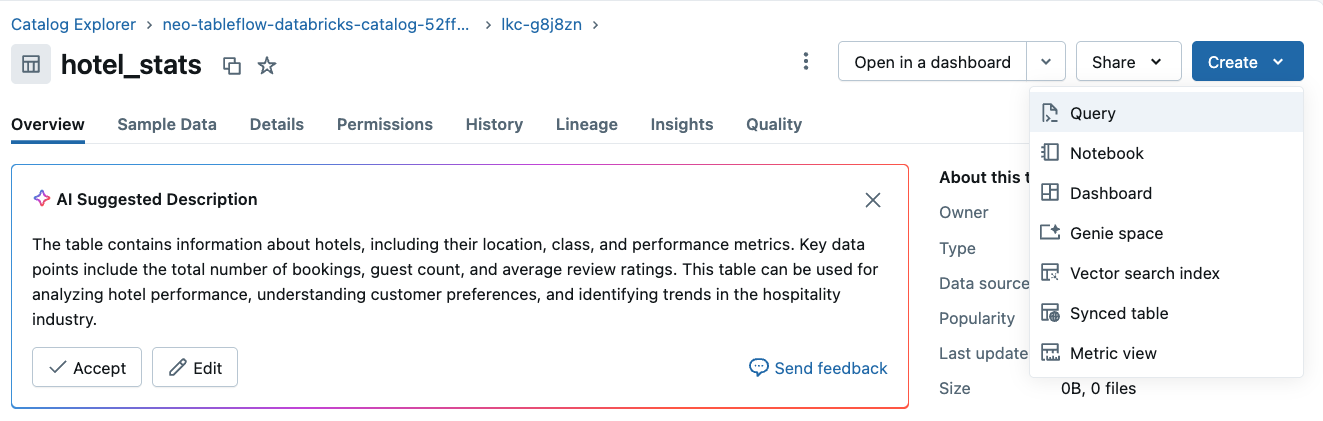 Catalog Explorer > neo-tableflow-databricks-catalog-52ff... > lkc-g8j8zn >
hotel_stats
Open in a dashboard
Share
Create
Overview
Sample Data
Details
Permissions
History
Lineage
Insights
Quality
Query
Notebook
Dashboard
Genie space
Vector search index
Synced table
Metric view
AI Suggested Description
The table contains information about hotels, including their location, class, and performance metrics. Key data
points include the total number of bookings, guest count, and average review ratings. This table can be used for
analyzing hotel performance, understanding customer preferences, and identifying trends in the hospitality
industry.
Accept
Edit
Send feedback
About this t
Owner
Type
Data source
Popularity
Last update
Size
0B, 0 files